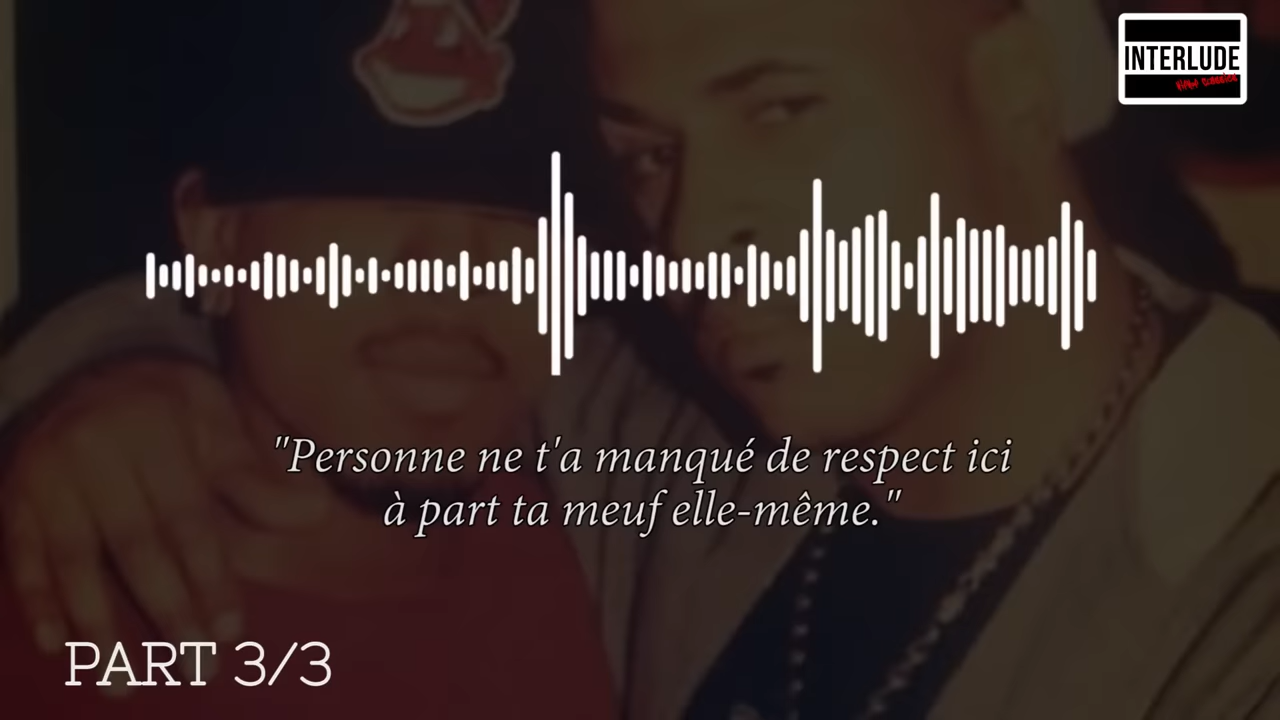 INTERLUDE
"Personne ne t'a manqué de respect ici
à part ta meuf elle-même."
PART 3/3